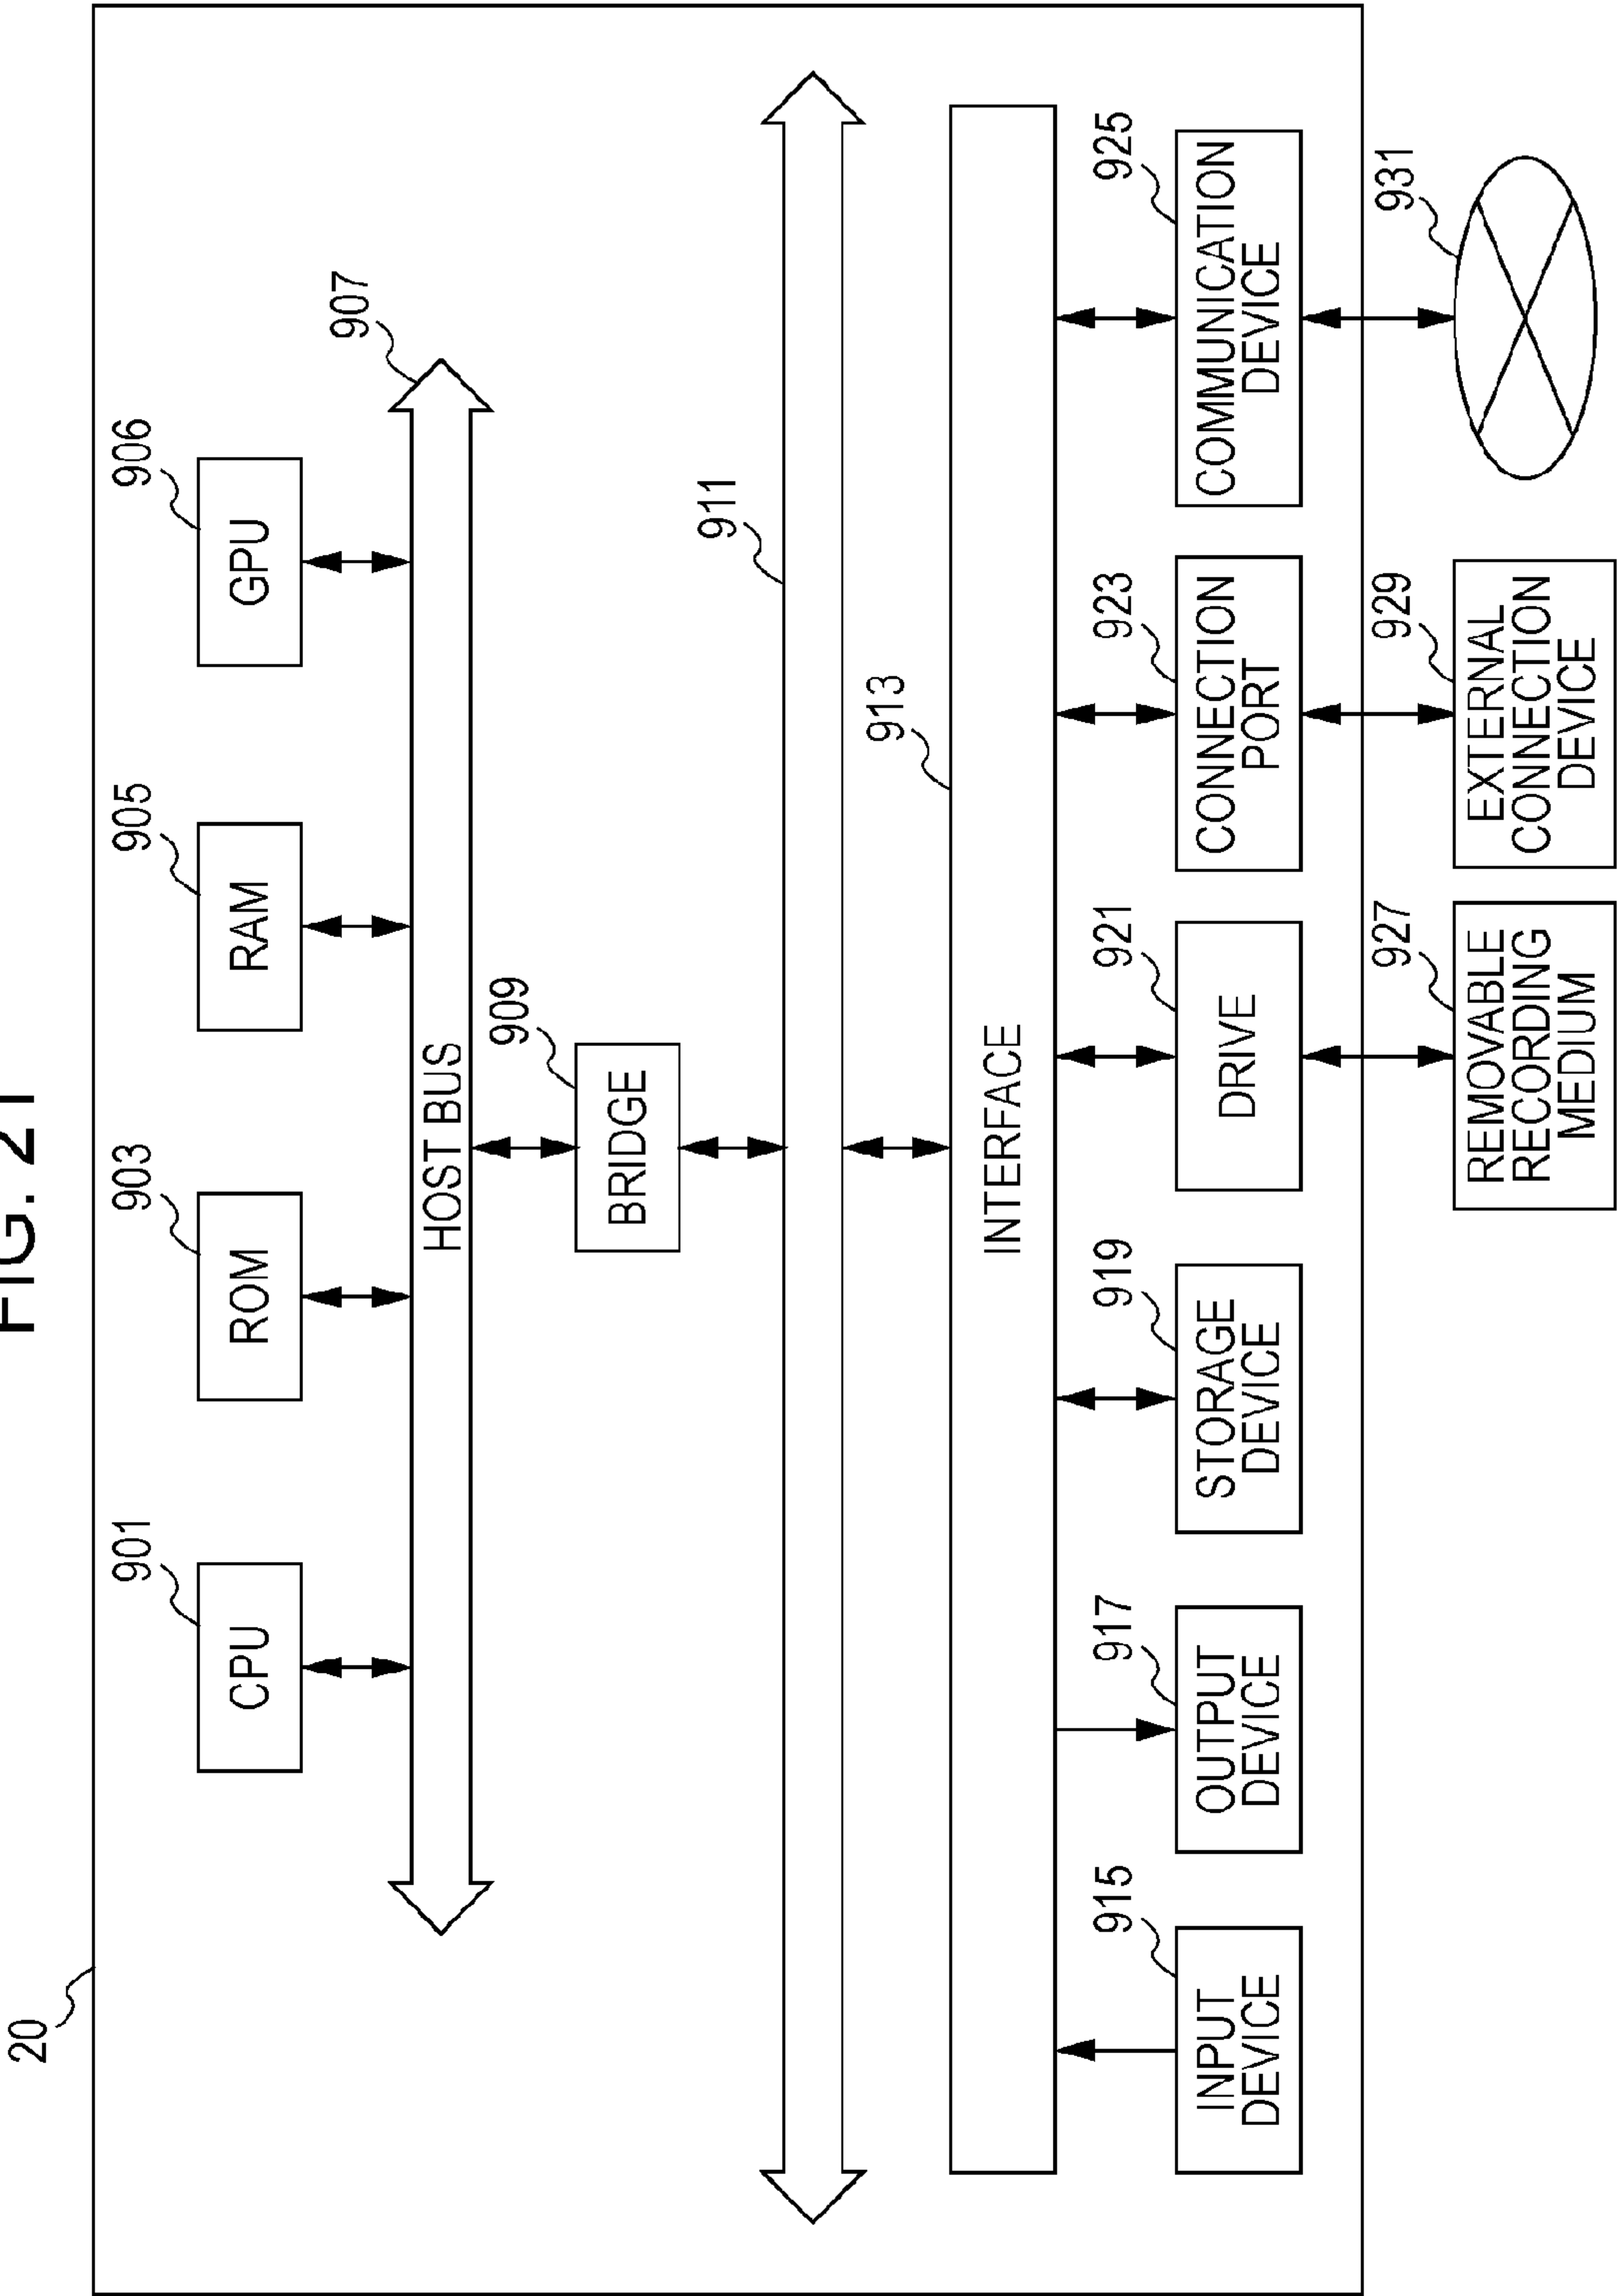 FIG. 21
20
901
903
905
906
CPU
ROM
RAM
GPU
907
HOST BUS
909
BRIDGE
911
913
INTERFACE
915
917
919
921
923
925
INPUT
DEVICE
OUTPUT
DEVICE
STORAGE
DEVICE
DRIVE
CONNECTION
PORT
COMMUNICATION
DEVICE
927
929
931
REMOVABLE
RECORDING
MEDIUM
EXTERNAL
CONNECTION
DEVICE